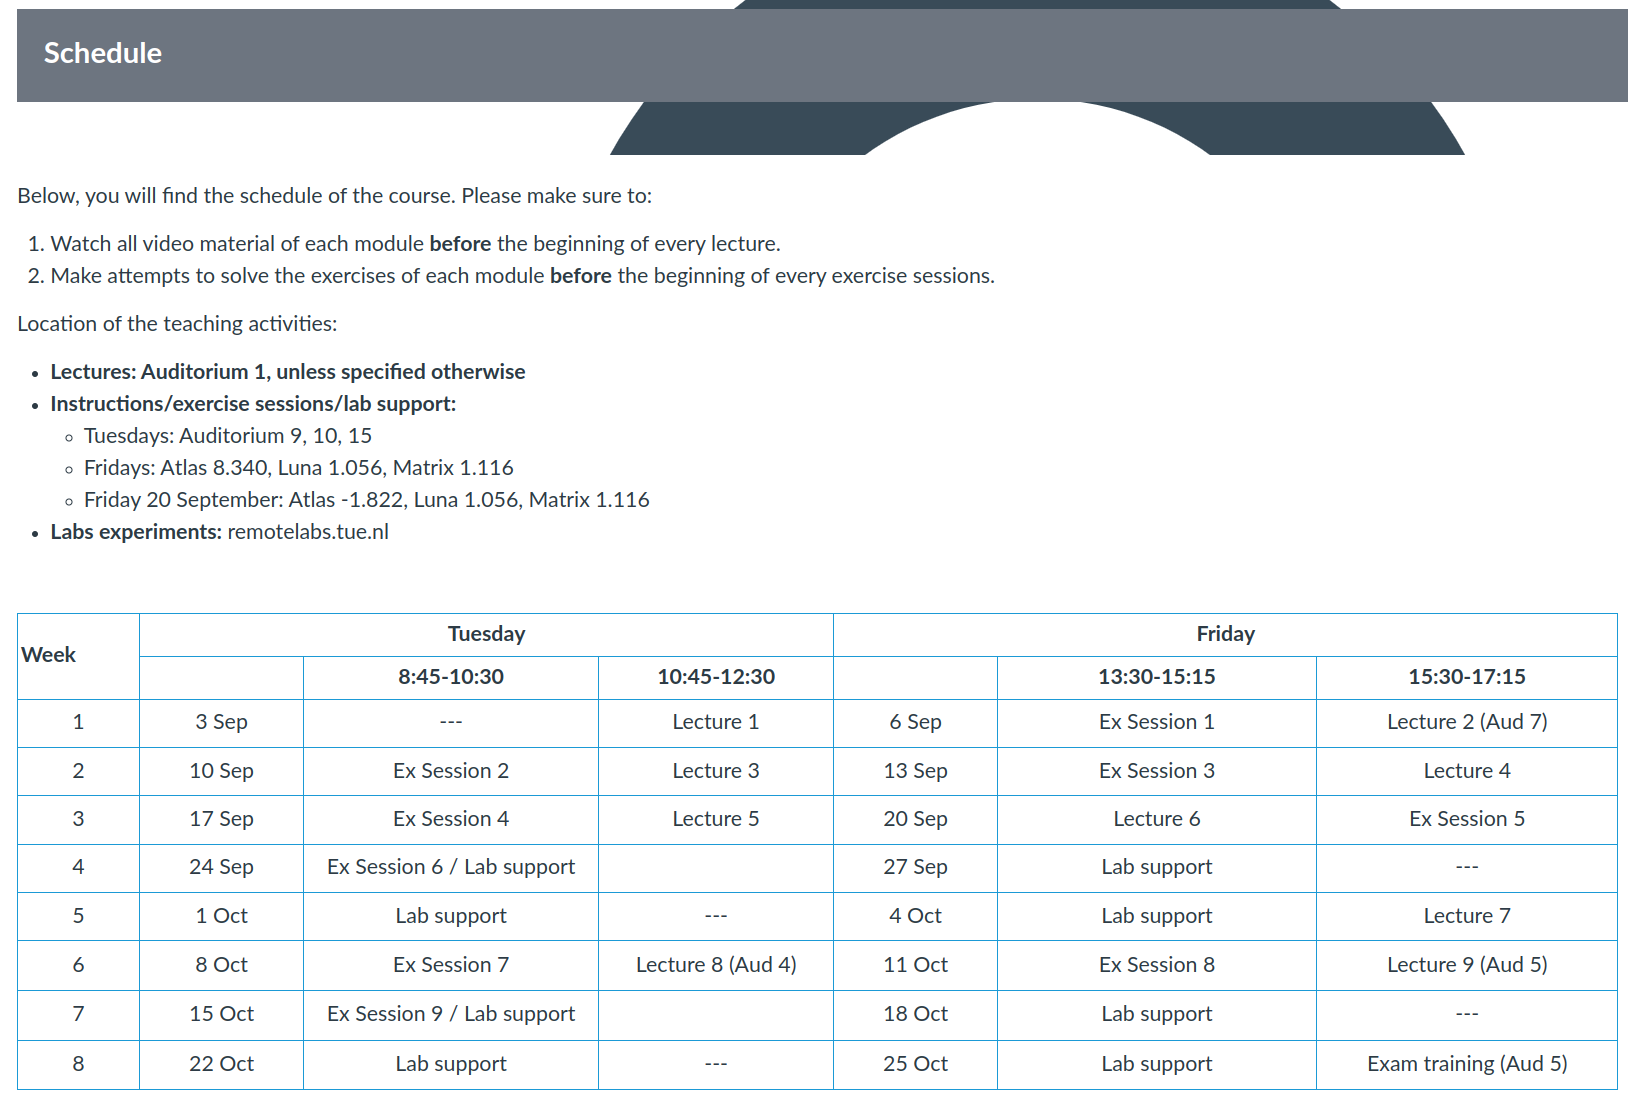 Schedule
Below, you will find the schedule of the course. Please make sure to:
1. Watch all video material of each module before the beginning of every lecture.
2. Make attempts to solve the exercises of each module before the beginning of every exercise sessions.
Location of the teaching activities:
• Lectures: Auditorium 1, unless specified otherwise
• Instructions/exercise sessions/lab support:
◦ Tuesdays: Auditorium 9, 10, 15
◦ Fridays: Atlas 8.340, Luna 1.056, Matrix 1.116
◦ Friday 20 September: Atlas -1.822, Luna 1.056, Matrix 1.116
• Labs experiments: remotelabs.tue.nl
Week Tuesday Friday
8:45-10:30 10:45-12:30 13:30-15:15 15:30-17:15
1 3 Sep --- Lecture 1 6 Sep Ex Session 1 Lecture 2 (Aud 7)
2 10 Sep Ex Session 2 Lecture 3 13 Sep Ex Session 3 Lecture 4
3 17 Sep Ex Session 4 Lecture 5 20 Sep Lecture 6 Ex Session 5
4 24 Sep Ex Session 6 / Lab support 27 Sep Lab support ---
5 1 Oct Lab support --- 4 Oct Lab support Lecture 7
6 8 Oct Ex Session 7 Lecture 8 (Aud 4) 11 Oct Ex Session 8 Lecture 9 (Aud 5)
7 15 Oct Ex Session 9 / Lab support 18 Oct Lab support ---
8 22 Oct Lab support --- 25 Oct Lab support Exam training (Aud 5)